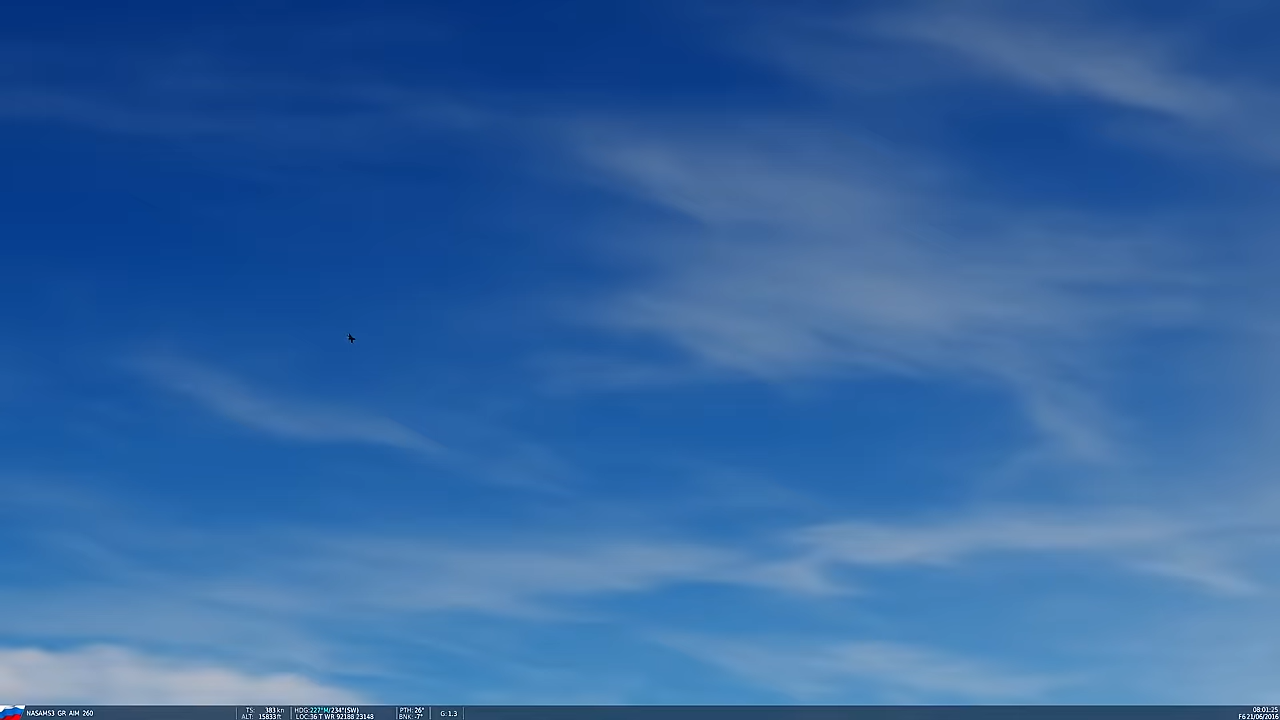 NASAMS3 GR AIM 260
TS: 383 kn
ALT: 15833 ft
HDG:227°M/234°(SW)
LOC:36 T WR 92188 23148
PTH: 26°
BNK: -7°
G: 1.3
08:01:25
F6 21/06/2016